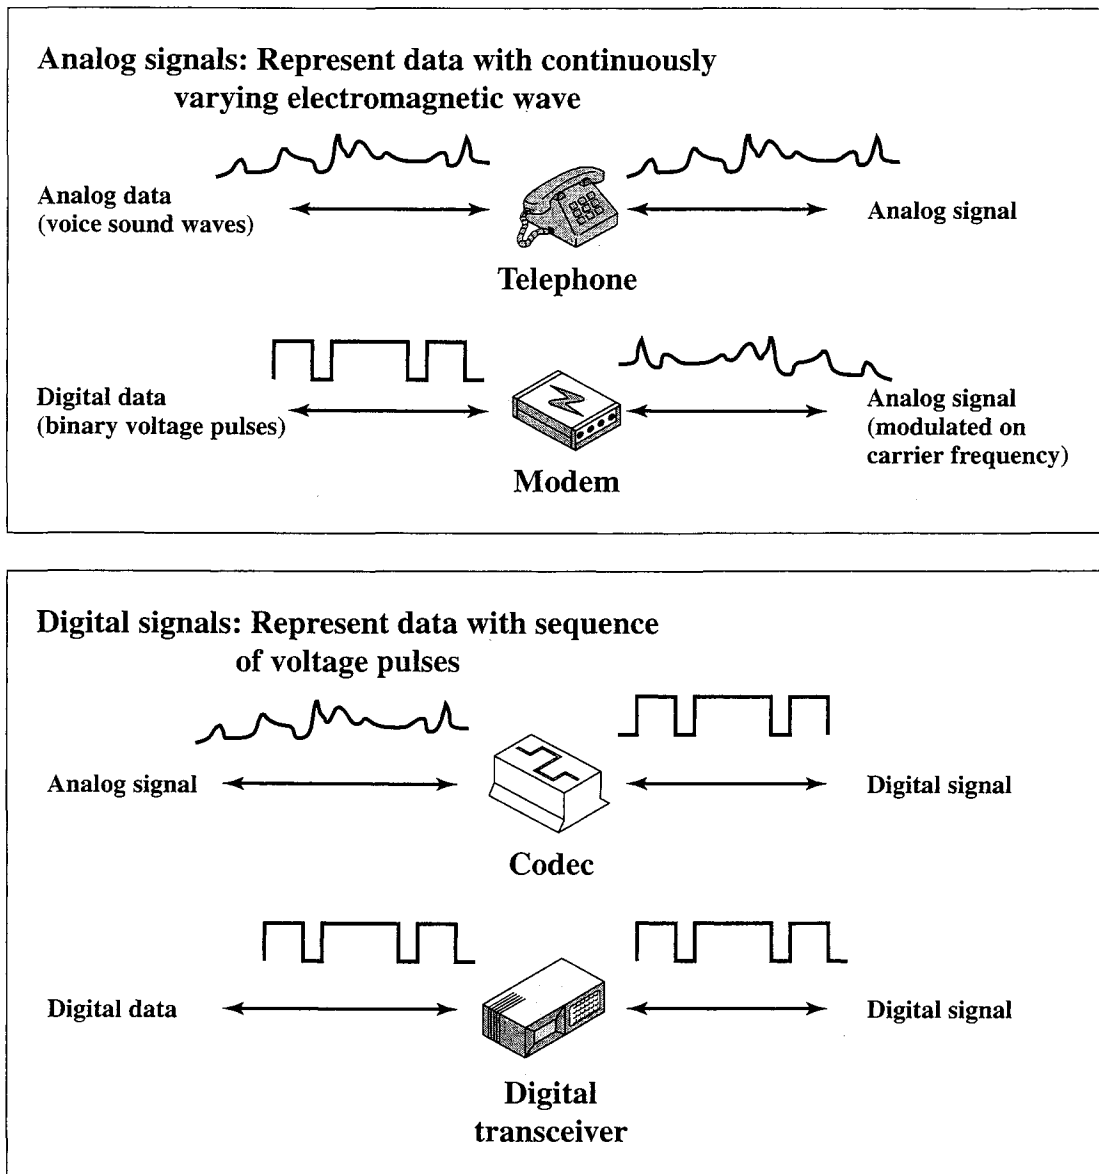 Analog signals: Represent data with continuously
varying electromagnetic wave
Analog data
(voice sound waves)
Analog signal
Telephone
Digital data
(binary voltage pulses)
Analog signal
(modulated on
carrier frequency)
Modem
Digital signals: Represent data with sequence
of voltage pulses
Analog signal
Digital signal
Codec
Digital data
Digital signal
Digital
transceiver